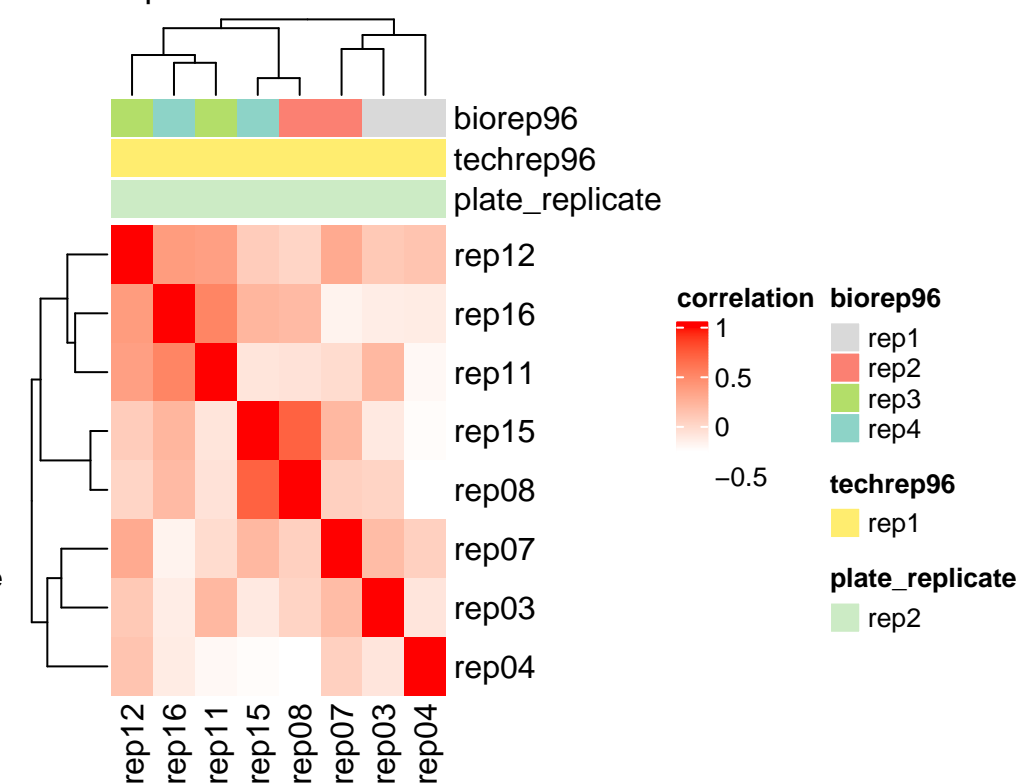 biorep96
techrep96
plate_replicate
rep12
rep16
rep11
rep15
rep08
rep07
rep03
rep04
rep12 rep16 rep11 rep15 rep08 rep07 rep03 rep04
correlation
1
0.5
0
−0.5
biorep96
rep1
rep2
rep3
rep4
techrep96
rep1
plate_replicate
rep2